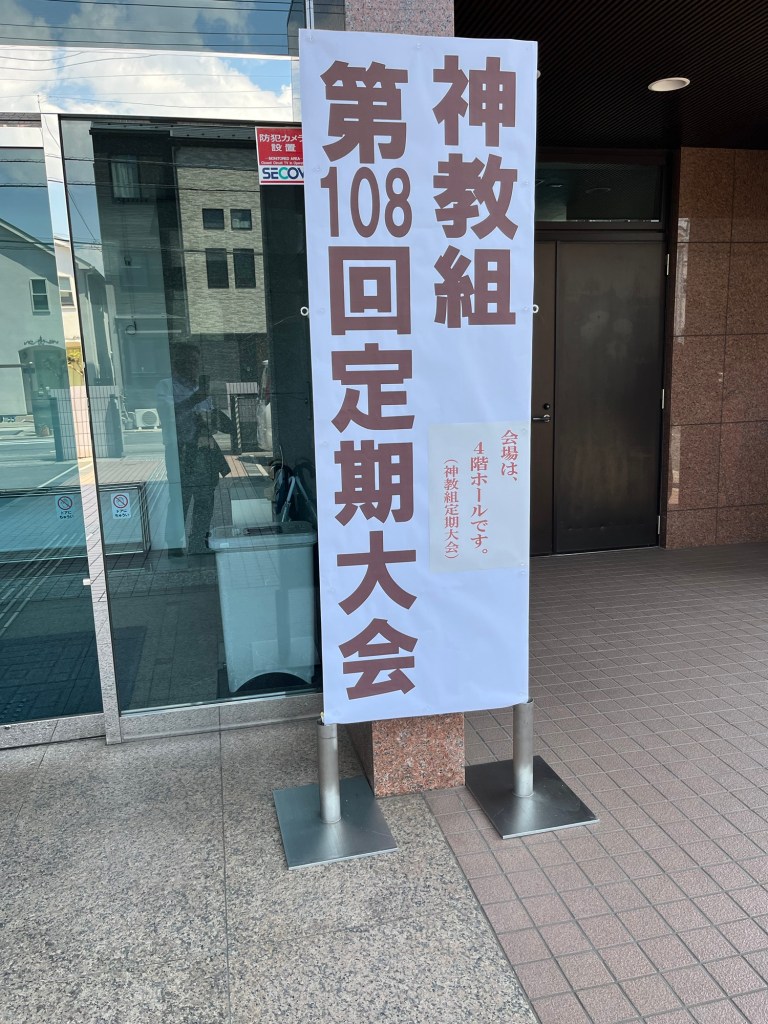 神教組
第108回定期大会
会場は、
4階ホールです。
(神教組定期大会)
防犯カメラ
設置
SECOM